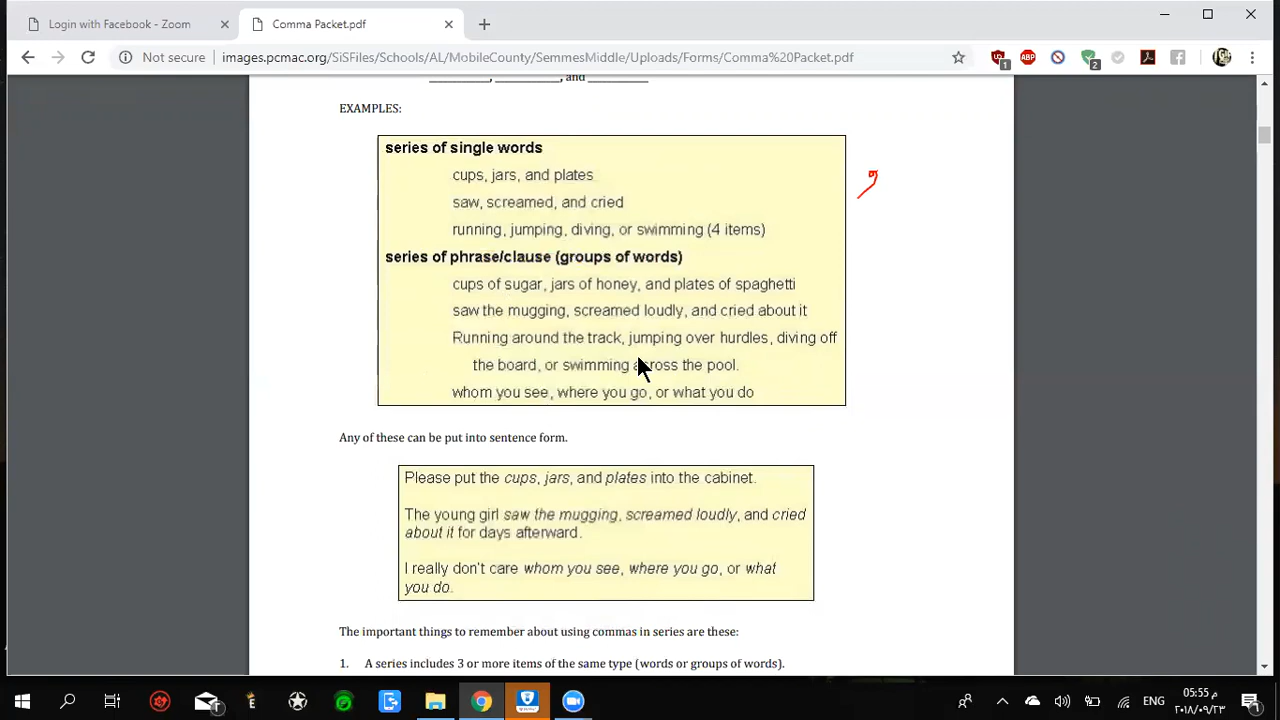 Login with Facebook - Zoom
Comma Packet.pdf
Not secure
images.pcmac.org/SiSFiles/Schools/AL/MobileCounty/SemmesMiddle/Uploads/Forms/Comma%20Packet.pdf
1
ABP
2
__________, __________, and __________
EXAMPLES:
series of single words
cups, jars, and plates
saw, screamed, and cried
running, jumping, diving, or swimming (4 items)
series of phrase/clause (groups of words)
cups of sugar, jars of honey, and plates of spaghetti
saw the mugging, screamed loudly, and cried about it
Running around the track, jumping over hurdles, diving off
the board, or swimming across the pool.
whom you see, where you go, or what you do
Any of these can be put into sentence form.
Please put the cups, jars, and plates into the cabinet.
The young girl saw the mugging, screamed loudly, and cried
about it for days afterward.
I really don't care whom you see, where you go, or what
you do.
The important things to remember about using commas in series are these:
1. A series includes 3 or more items of the same type (words or groups of words).
ENG
05:55 م
٢٠١٨/٠٩/٢٣